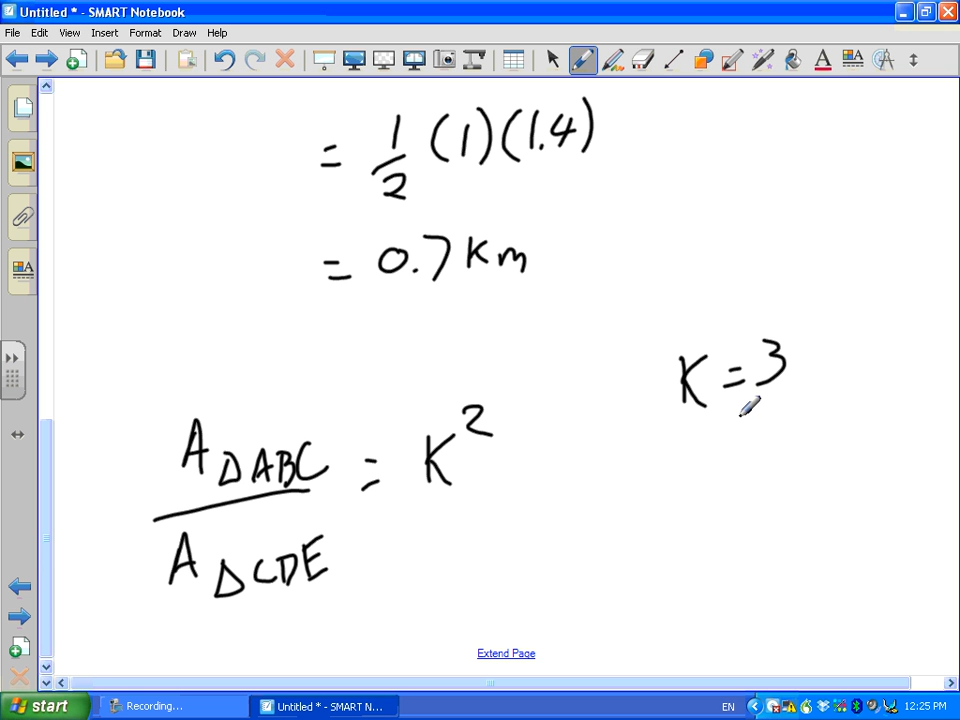 Untitled * - SMART Notebook
File Edit View Insert Format Draw Help
= 1/2 (1)(1.4)
= 0.7 Km
K = 3
A△ABC / A△CDE = K²
Extend Page
start Recording... Untitled * - SMART N... EN 12:25 PM